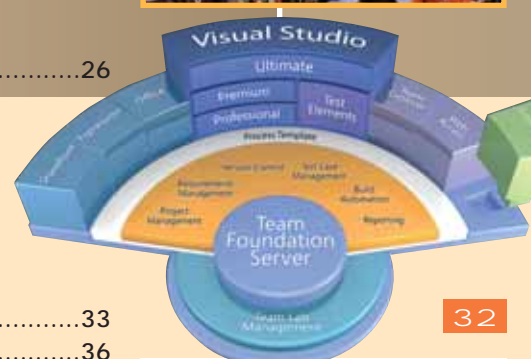 ...........26
Visual Studio
Ultimate
Premium
Professional
Test
Elements
Process Template
Version Control
Test Case
Management
Requirements
Management
Build
Automation
Project
Management
Reporting
Team
Foundation
Server
Team Lab
Management
...........33
32
...........36